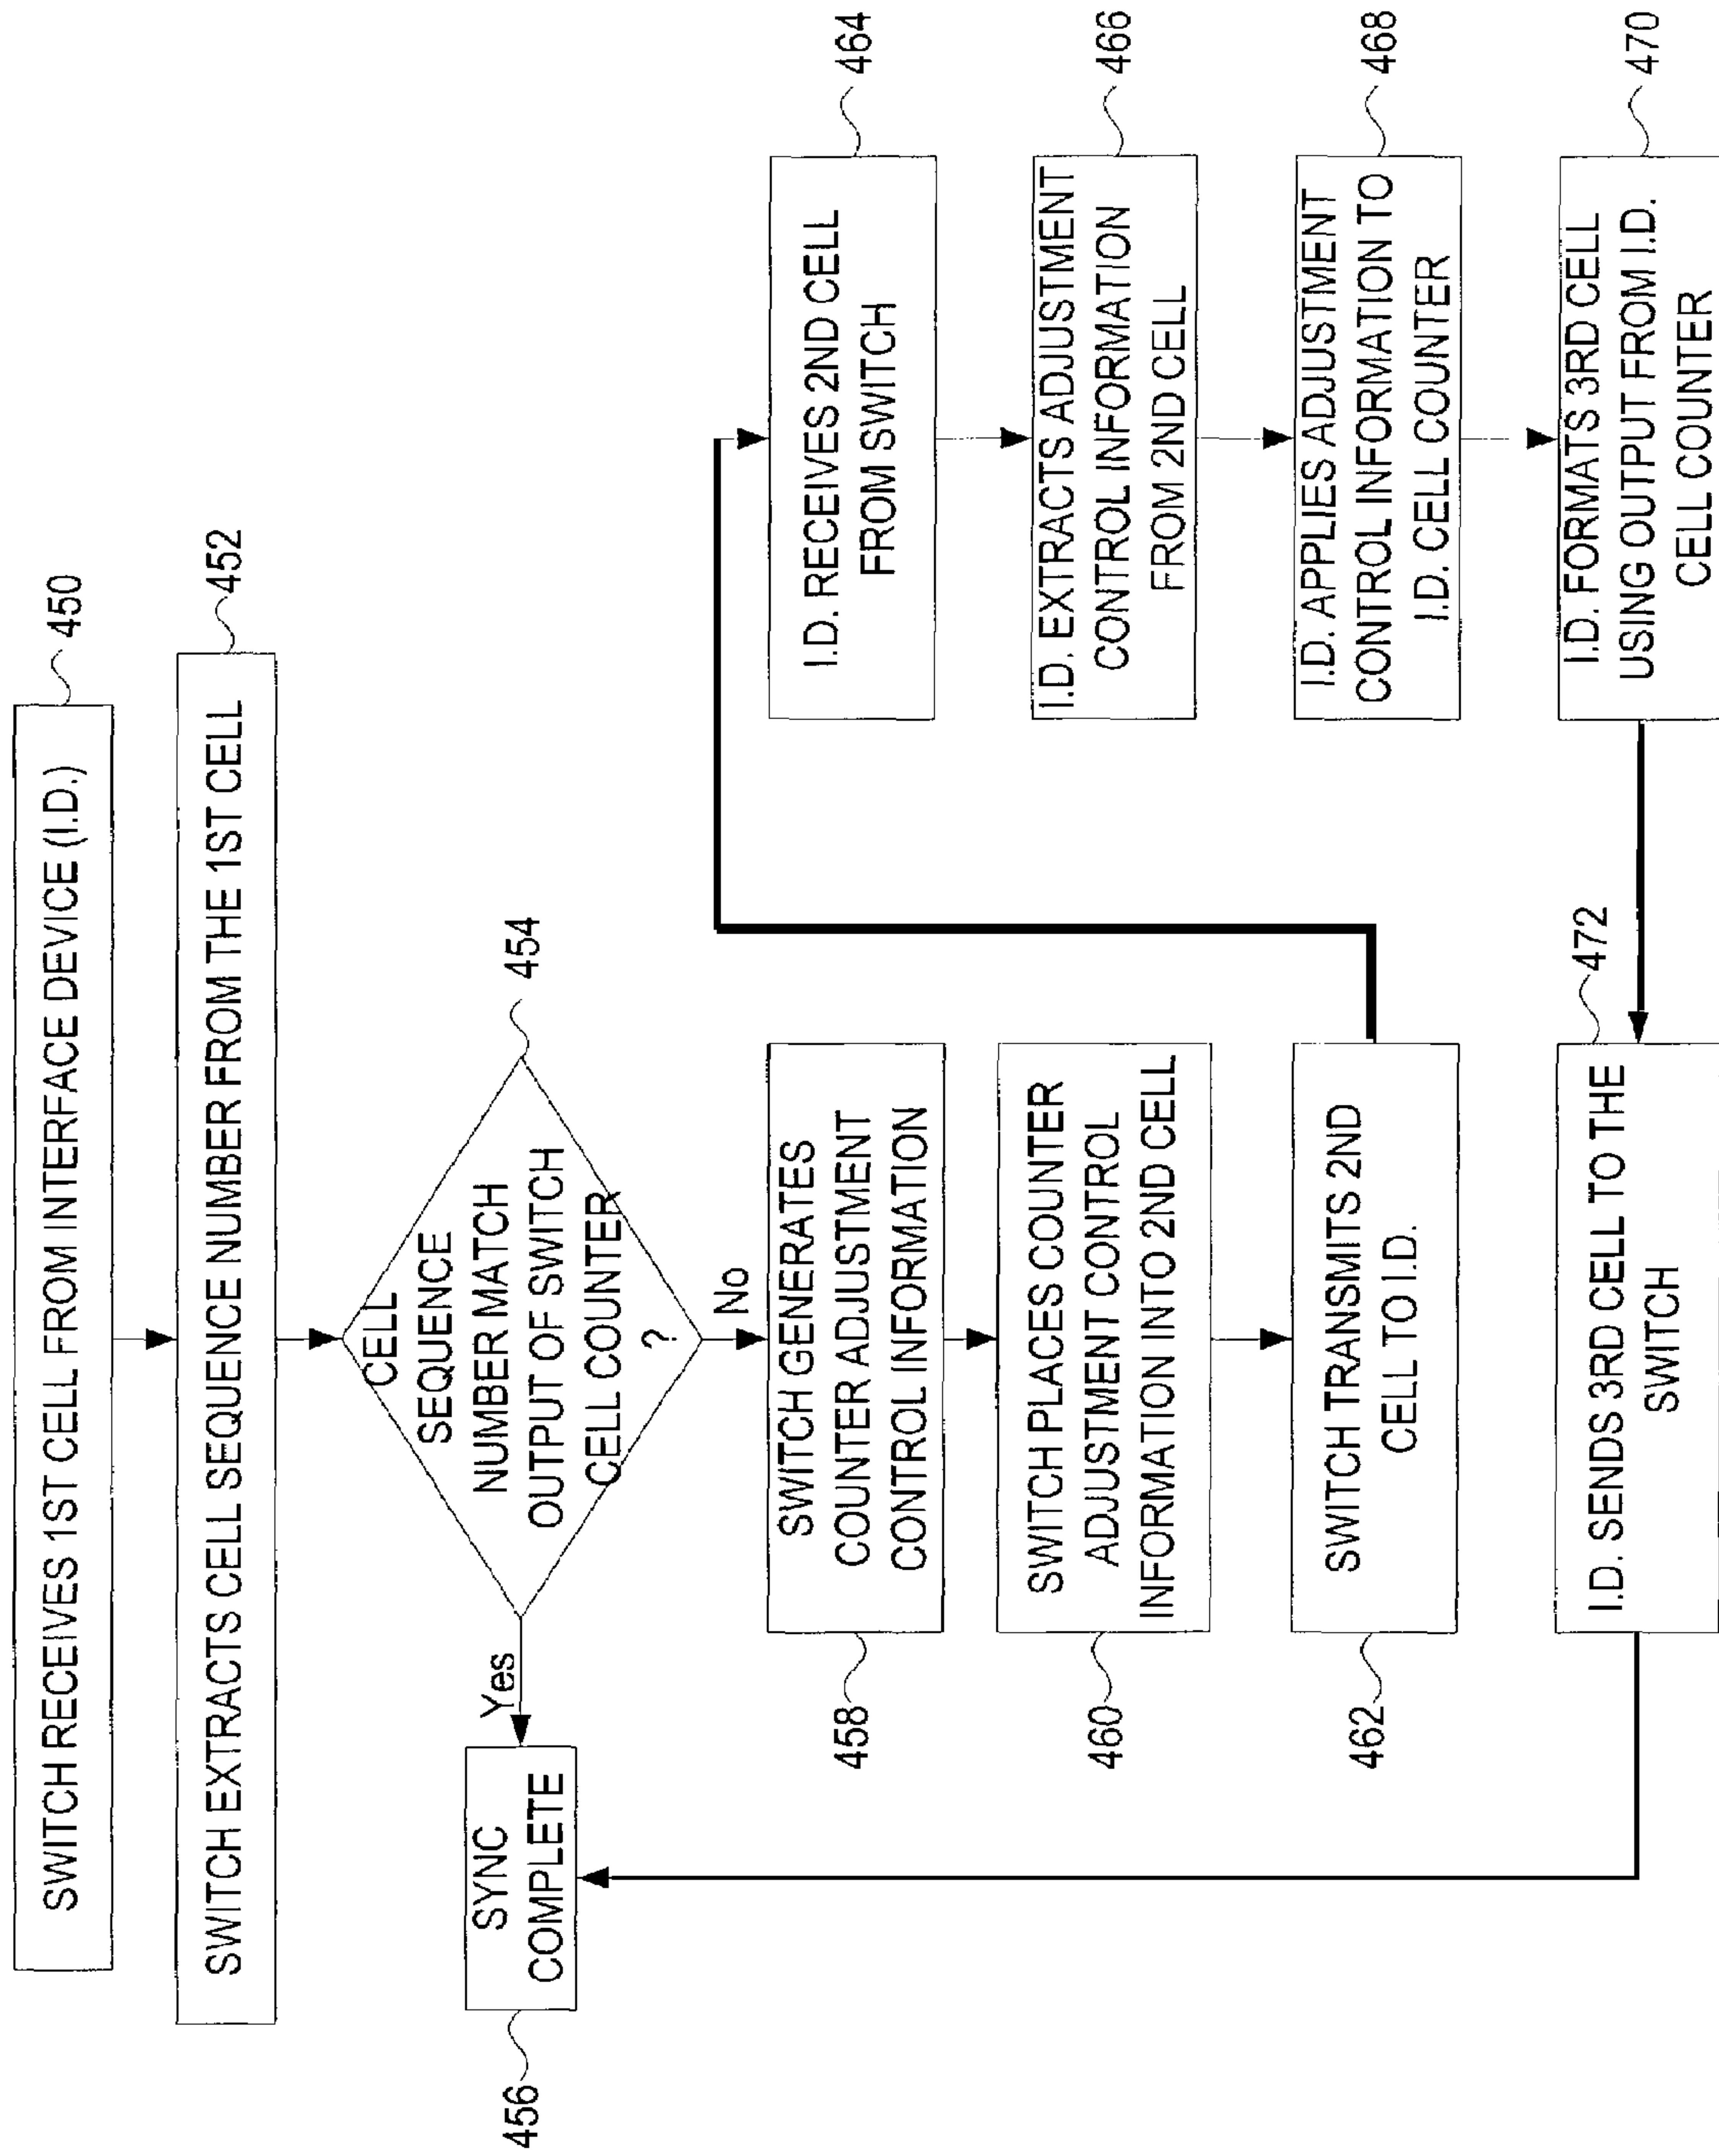 SWITCH RECEIVES 1ST CELL FROM INTERFACE DEVICE (I.D.)
450
SWITCH EXTRACTS CELL SEQUENCE NUMBER FROM THE 1ST CELL
452
CELL
SEQUENCE
NUMBER MATCH
OUTPUT OF SWITCH
CELL COUNTER
?
454
Yes
SYNC
COMPLETE
456
No
SWITCH GENERATES
COUNTER ADJUSTMENT
CONTROL INFORMATION
458
SWITCH PLACES COUNTER
ADJUSTMENT CONTROL
INFORMATION INTO 2ND CELL
460
SWITCH TRANSMITS 2ND
CELL TO I.D.
462
I.D. RECEIVES 2ND CELL
FROM SWITCH
464
I.D. EXTRACTS ADJUSTMENT
CONTROL INFORMATION
FROM 2ND CELL
466
I.D. APPLIES ADJUSTMENT
CONTROL INFORMATION TO
I.D. CELL COUNTER
468
I.D. FORMATS 3RD CELL
USING OUTPUT FROM I.D.
CELL COUNTER
470
I.D. SENDS 3RD CELL TO THE
SWITCH
472